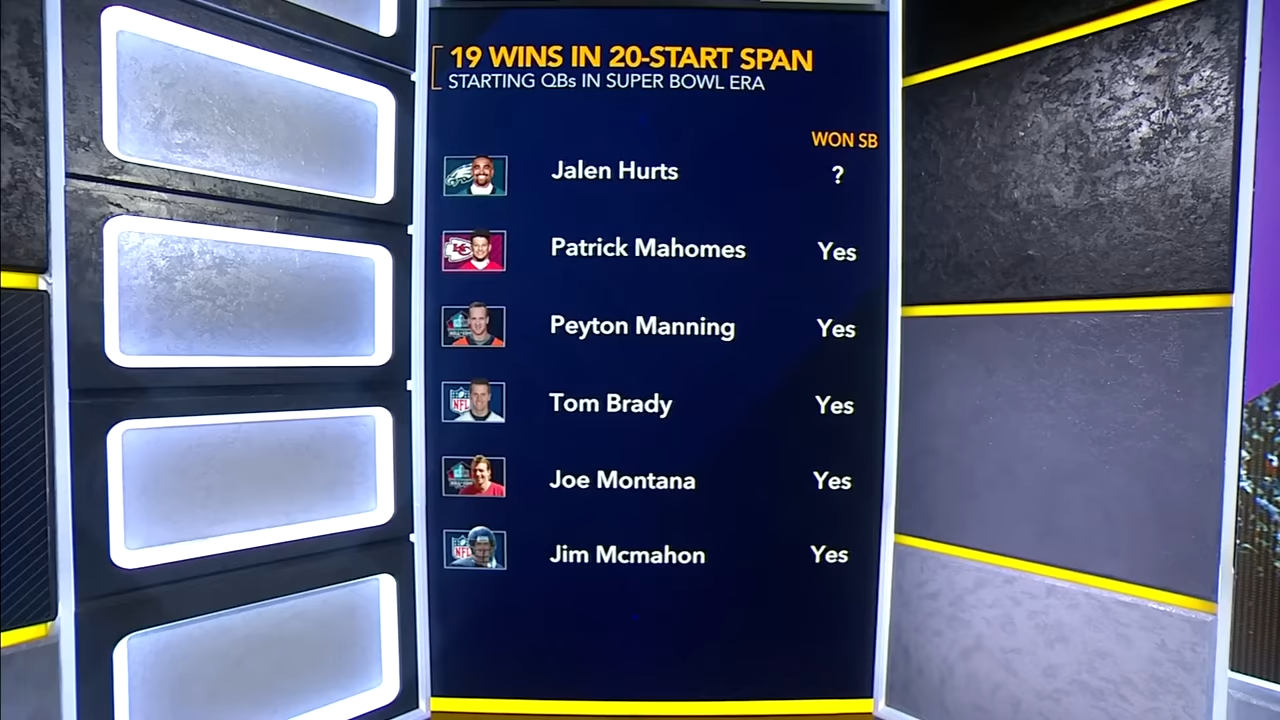 19 WINS IN 20-START SPAN
STARTING QBs IN SUPER BOWL ERA
WON SB
Jalen Hurts ?
Patrick Mahomes Yes
Peyton Manning Yes
Tom Brady Yes
Joe Montana Yes
Jim Mcmahon Yes